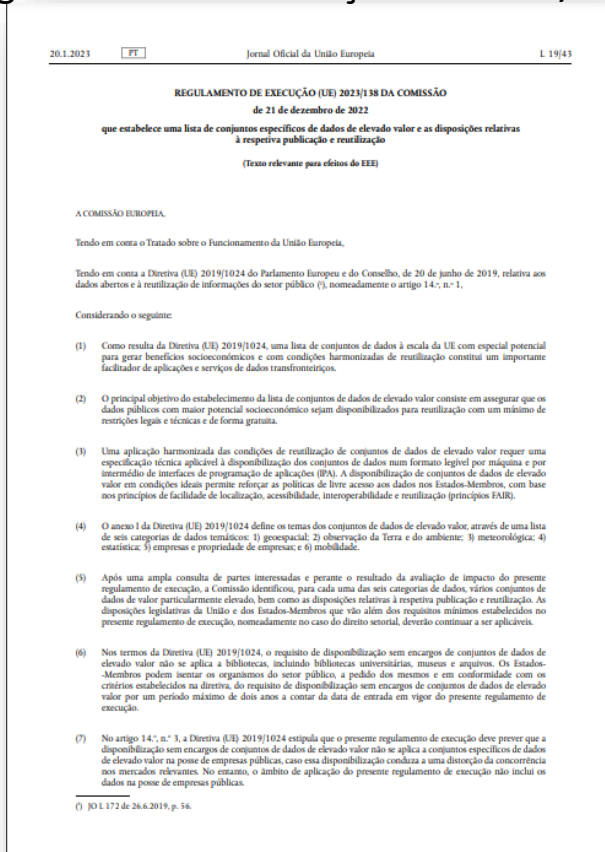 20.1.2023 PT Jornal Oficial da União Europeia L 19/43
REGULAMENTO DE EXECUÇÃO (UE) 2023/138 DA COMISSÃO
de 21 de dezembro de 2022
que estabelece uma lista de conjuntos específicos de dados de elevado valor e as disposições relativas
à respetiva publicação e reutilização
(Texto relevante para efeitos do EEE)
A COMISSÃO EUROPEIA,
Tendo em conta o Tratado sobre o Funcionamento da União Europeia,
Tendo em conta a Diretiva (UE) 2019/1024 do Parlamento Europeu e do Conselho, de 20 de junho de 2019, relativa aos
dados abertos e à reutilização de informações do setor público (¹), nomeadamente o artigo 14.º, n.º 1,
Considerando o seguinte:
(1) Como resulta da Diretiva (UE) 2019/1024, uma lista de conjuntos de dados à escala da UE com especial potencial
para gerar benefícios socioeconómicos e com condições harmonizadas de reutilização constitui um importante
facilitador de aplicações e serviços de dados transfronteiriços.
(2) O principal objetivo do estabelecimento da lista de conjuntos de dados de elevado valor consiste em assegurar que os
dados públicos com maior potencial socioeconómico sejam disponibilizados para reutilização com um mínimo de
restrições legais e técnicas e de forma gratuita.
(3) Uma aplicação harmonizada das condições de reutilização de conjuntos de dados de elevado valor requer uma
especificação técnica aplicável à disponibilização dos conjuntos de dados num formato legível por máquina e por
intermédio de interfaces de programação de aplicações (IPA). A disponibilização de conjuntos de dados de elevado
valor em condições ideais permite reforçar as políticas de livre acesso aos dados nos Estados-Membros, com base
nos princípios de facilidade de localização, acessibilidade, interoperabilidade e reutilização (princípios FAIR).
(4) O anexo I da Diretiva (UE) 2019/1024 define os temas dos conjuntos de dados de elevado valor, através de uma lista
de seis categorias de dados temáticas: 1) geoespacial; 2) observação da Terra e do ambiente; 3) meteorológica; 4)
estatística; 5) empresas e propriedade de empresas; e 6) mobilidade.
(5) Após uma ampla consulta de partes interessadas e perante o resultado da avaliação de impacto do presente
regulamento de execução, a Comissão identificou, para cada uma das seis categorias de dados, vários conjuntos de
dados de valor particularmente elevado, bem como as disposições relativas à respetiva publicação e reutilização. As
disposições legislativas da União e dos Estados-Membros que vão além dos requisitos mínimos estabelecidos no
presente regulamento de execução, nomeadamente no caso do direito setorial, deverão continuar a ser aplicáveis.
(6) Nos termos da Diretiva (UE) 2019/1024, o requisito de disponibilização sem encargos de conjuntos de dados de
elevado valor não se aplica a bibliotecas, incluindo bibliotecas universitárias, museus e arquivos. Os Estados-
-Membros podem isentar os organismos do setor público, a pedido dos mesmos e em conformidade com os
critérios estabelecidos na diretiva, do requisito de disponibilização sem encargos de conjuntos de dados de elevado
valor por um período máximo de dois anos a contar da data de entrada em vigor do presente regulamento de
execução.
(7) No artigo 14.º, n.º 3, a Diretiva (UE) 2019/1024 estipula que o presente regulamento de execução deve prever que a
disponibilização sem encargos de conjuntos de dados de elevado valor não se aplica a conjuntos específicos de dados
de elevado valor na posse de empresas públicas, caso essa disponibilização conduza a uma distorção da concorrência
nos mercados relevantes. No entanto, o âmbito de aplicação do presente regulamento de execução não inclui os
dados na posse de empresas públicas.
(¹) JO L 172 de 26.6.2019, p. 56.